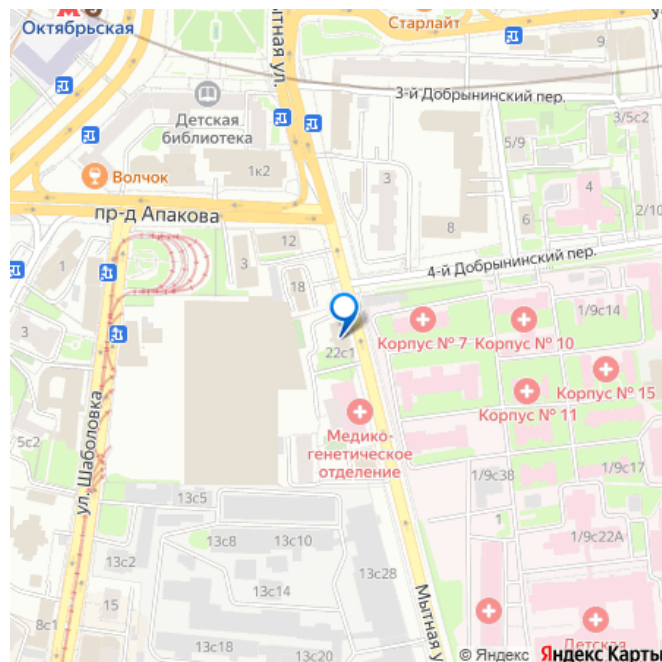 Октябрьская
Мытная ул.
Старлайт
9
3-й Добрынинский пер.
Детская
библиотека
1к2
3
3/5с2
5/9
4
Волчок
пр-д Апакова
6
2/10
8
12
3
1
18
4-й Добрынинский пер.
3
1/9с14
22с1
Корпус № 7
Корпус № 10
Корпус № 15
Корпус № 11
ул. Шаболовка
Медико-
генетическое
отделение
5с2
1/9с38
1/9с17
13с5
1
1/9с22А
13с8
13с10
13с2
13с14
13с28
15
8с1
Мытная у
13с18
13с20
Детская
© Яндекс Яндекс Карты